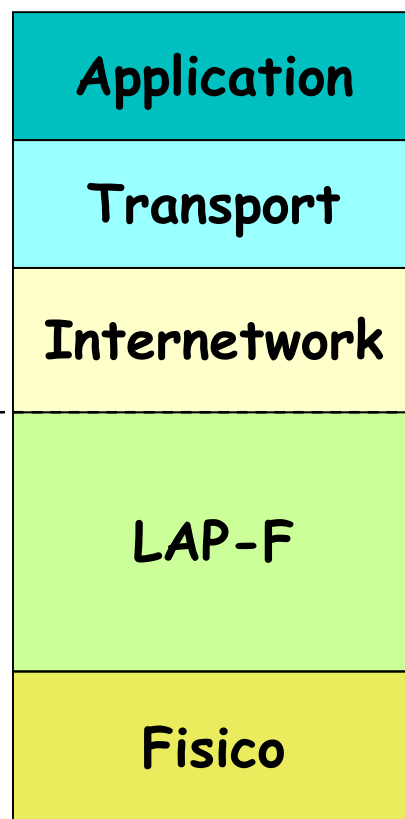 Application
Transport
Internetwork
LAP-F
Fisico